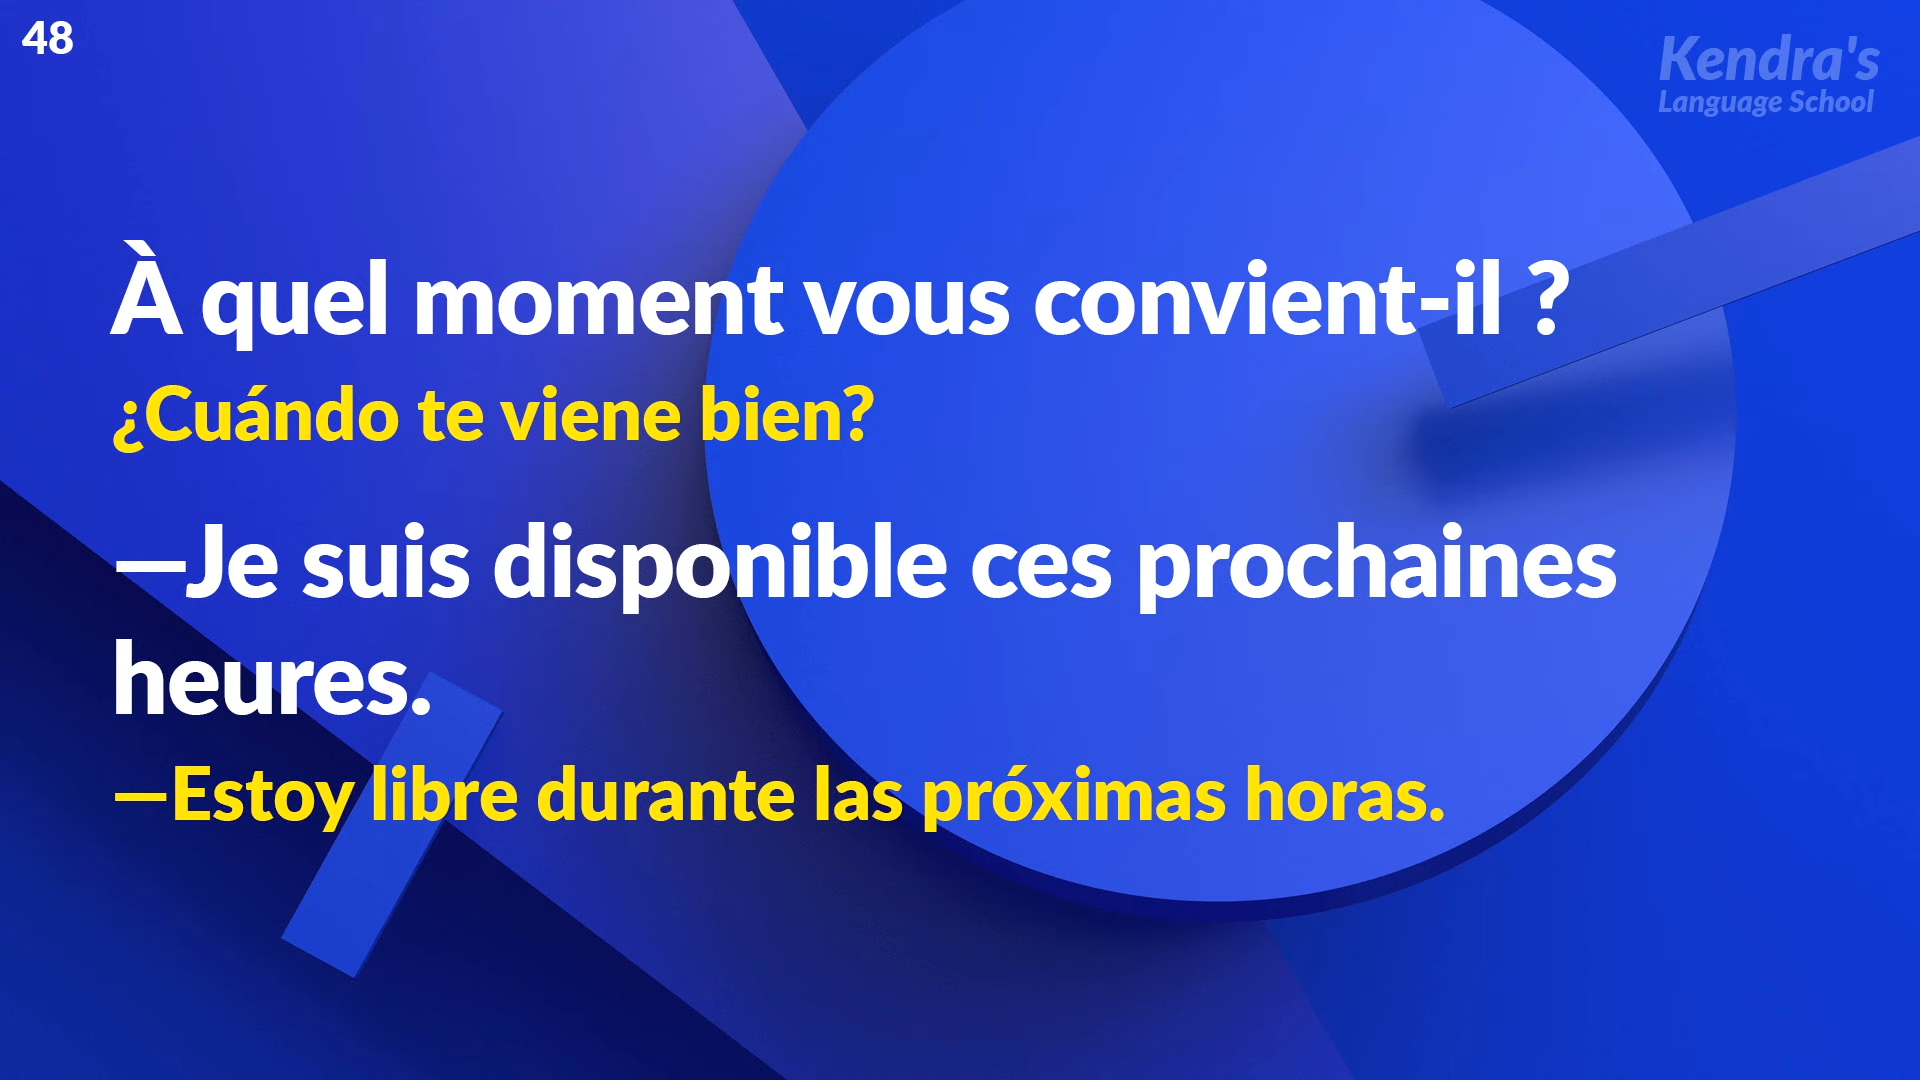 48
Kendra's
Language School
À quel moment vous convient-il ?
¿Cuándo te viene bien?
—Je suis disponible ces prochaines
heures.
—Estoy libre durante las próximas horas.